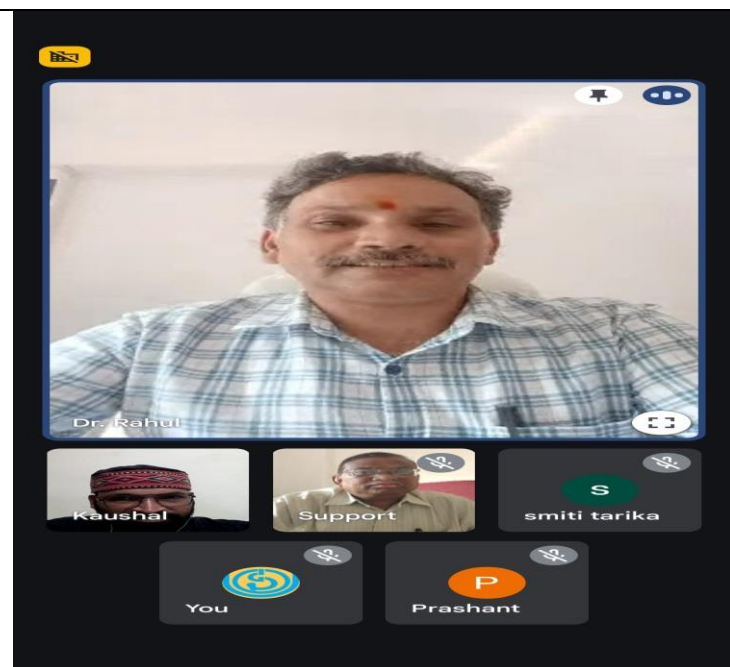 Dr. Rahul
Kaushal
Support
S
smiti tarika
You
P
Prashant